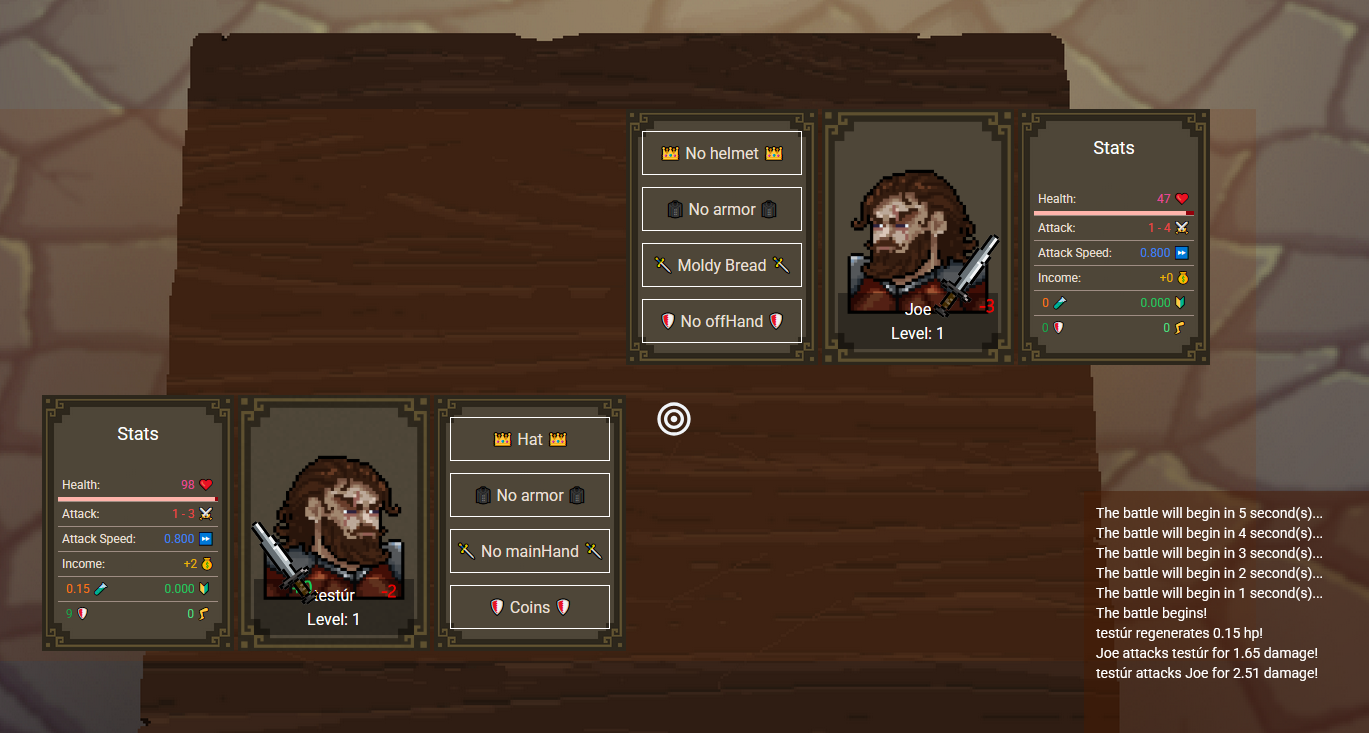 No helmet
No armor
Moldy Bread
No offHand
-3
Joe
Level: 1
Stats
Health: 47
Attack: 1 - 4
Attack Speed: 0.800
Income: +0
0 0.000
0 0
Stats
Health: 98
Attack: 1 - 3
Attack Speed: 0.800
Income: +2
0.15 0.000
9 0
-2
testúr
Level: 1
Hat
No armor
No mainHand
Coins
The battle will begin in 5 second(s)...
The battle will begin in 4 second(s)...
The battle will begin in 3 second(s)...
The battle will begin in 2 second(s)...
The battle will begin in 1 second(s)...
The battle begins!
testúr regenerates 0.15 hp!
Joe attacks testúr for 1.65 damage!
testúr attacks Joe for 2.51 damage!